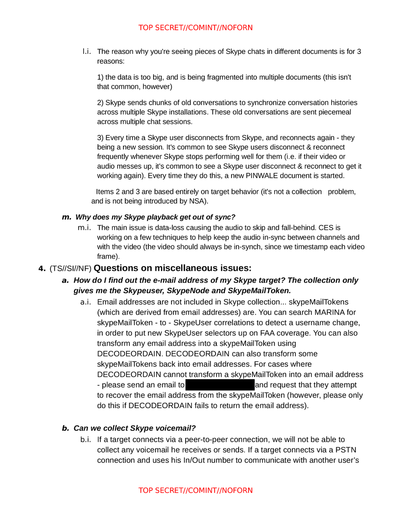 TOP SECRET//COMINT//NOFORN
l.i. The reason why you're seeing pieces of Skype chats in different documents is for 3
reasons:
1) the data is too big, and is being fragmented into multiple documents (this isn't
that common, however)
2) Skype sends chunks of old conversations to synchronize conversation histories
across multiple Skype installations. These old conversations are sent piecemeal
across multiple chat sessions.
3) Every time a Skype user disconnects from Skype, and reconnects again - they
being a new session. It's common to see Skype users disconnect & reconnect
frequently whenever Skype stops performing well for them (i.e. if their video or
audio messes up, it's common to see a Skype user disconnect & reconnect to get it
working again). Every time they do this, a new PINWALE document is started.
Items 2 and 3 are based entirely on target behavior (it's not a collection problem,
and is not being introduced by NSA).
m. Why does my Skype playback get out of sync?
m.i. The main issue is data-loss causing the audio to skip and fall-behind. CES is
working on a few techniques to help keep the audio in-sync between channels and
with the video (the video should always be in-synch, since we timestamp each video
frame).
4. (TS//SI//NF) Questions on miscellaneous issues:
a. How do I find out the e-mail address of my Skype target? The collection only
gives me the Skypeuser, SkypeNode and SkypeMailToken.
a.i. Email addresses are not included in Skype collection... skypeMailTokens
(which are derived from email addresses) are. You can search MARINA for
skypeMailToken - to - SkypeUser correlations to detect a username change,
in order to put new SkypeUser selectors up on FAA coverage. You can also
transform any email address into a skypeMailToken using
DECODEORDAIN. DECODEORDAIN can also transform some
skypeMailTokens back into email addresses. For cases where
DECODEORDAIN cannot transform a skypeMailToken into an email address
- please send an email to and request that they attempt
to recover the email address from the skypeMailToken (however, please only
do this if DECODEORDAIN fails to return the email address).
b. Can we collect Skype voicemail?
b.i. If a target connects via a peer-to-peer connection, we will not be able to
collect any voicemail he receives or sends. If a target connects via a PSTN
connection and uses his In/Out number to communicate with another user's
TOP SECRET//COMINT//NOFORN